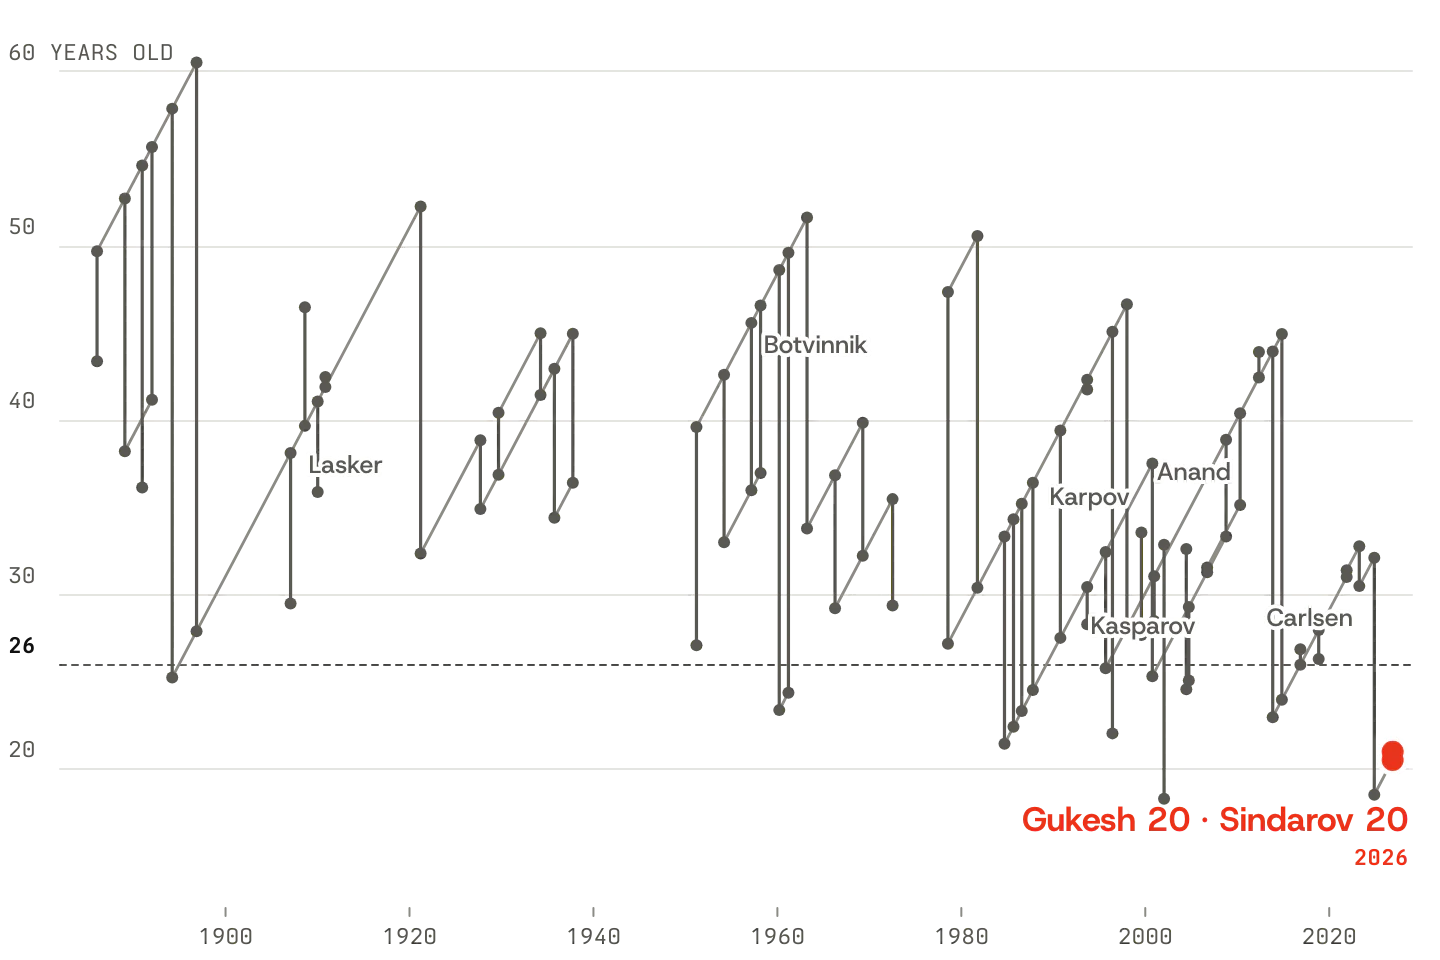 60 YEARS OLD
50
Botvinnik
40
Lasker
Anand
Karpov
30
Carlsen
Kasparov
26
20
Gukesh 20 · Sindarov 20
2026
1900 1920 1940 1960 1980 2000 2020